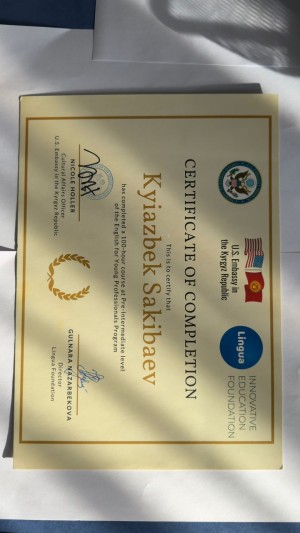 U.S. Embassy in
the Kyrgyz Republic
Lingua
INNOVATIVE
EDUCATION
FOUNDATION
CERTIFICATE OF COMPLETION
This is to certify that
Kyiazbek Sakibaev
has completed a 100-hour course at Pre-Intermediate level
of the English for Young Professionals Program
NICOLE HOLLER
Cultural Affairs Officer
U.S. Embassy in the Kyrgyz Republic
GULNARA NAZARBEKOVA
Director
Lingua Foundation